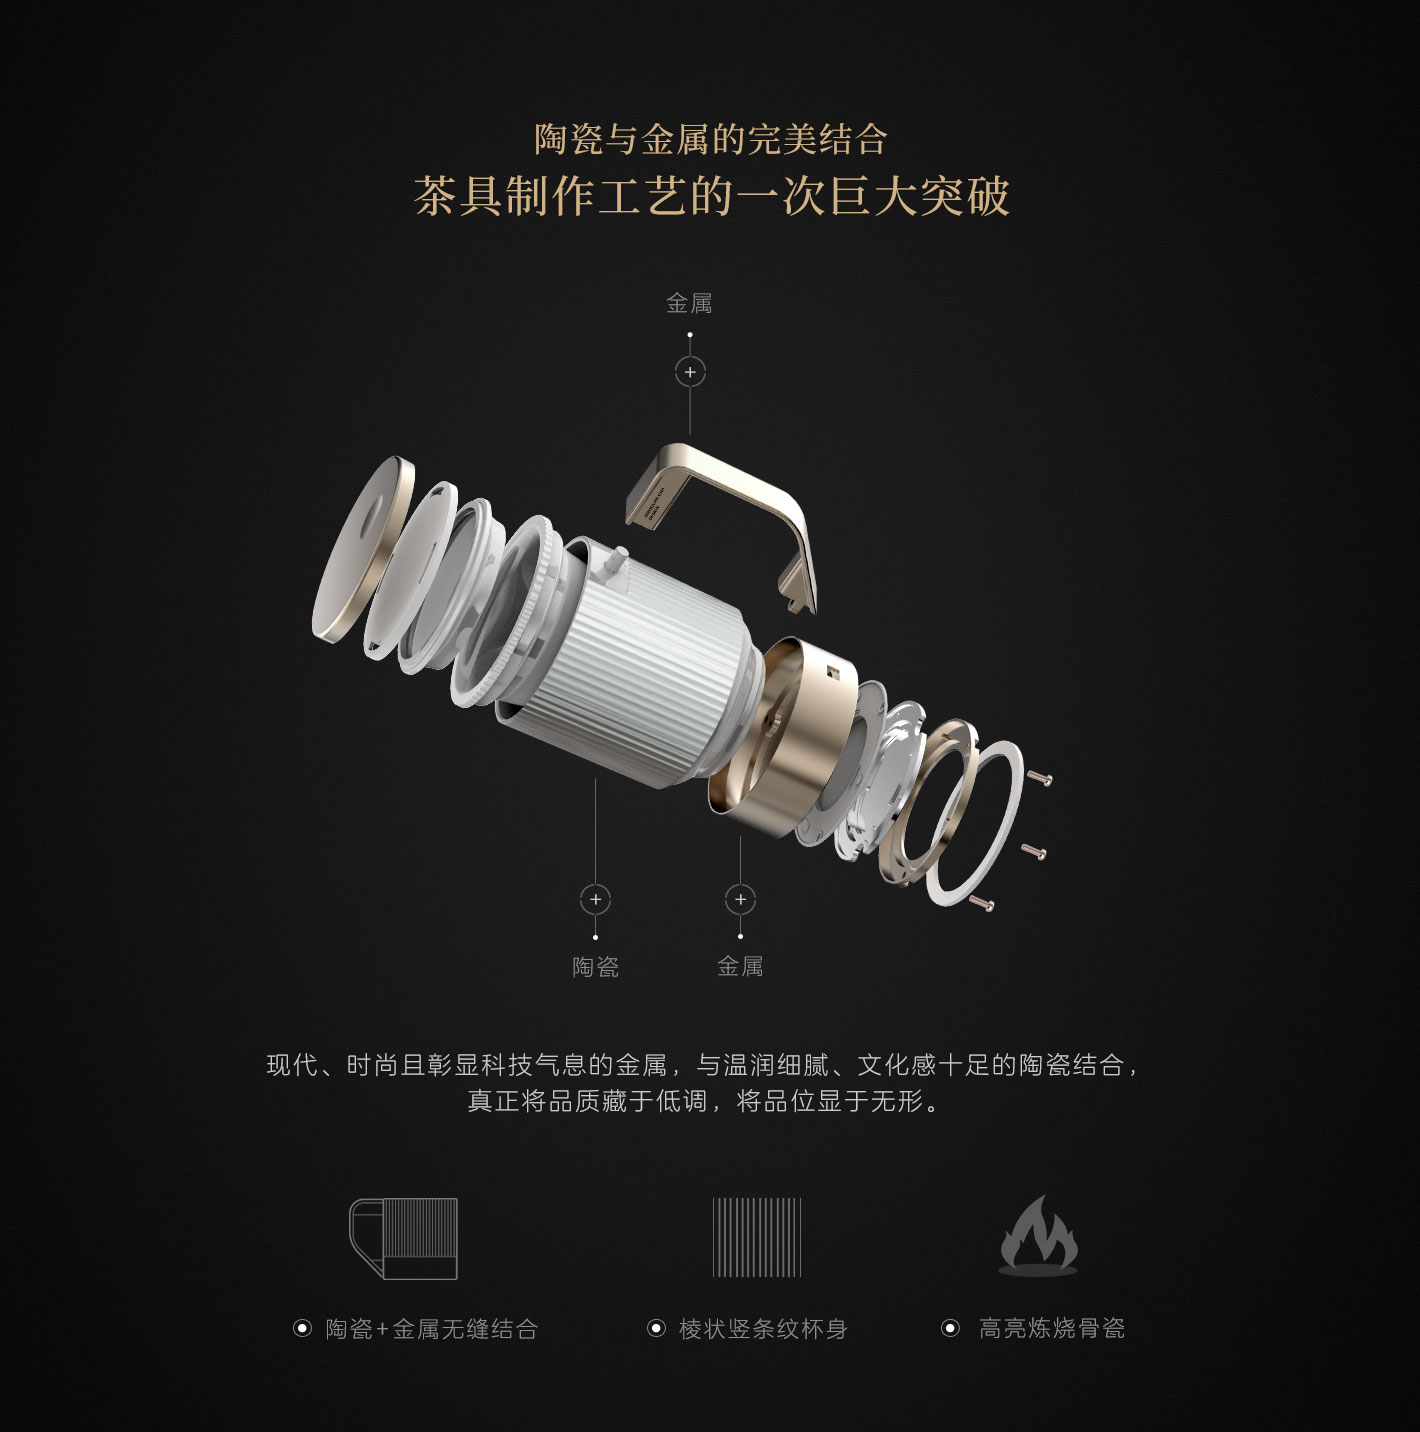 陶瓷与金属的完美结合
茶具制作工艺的一次巨大突破
金属
陶瓷
金属
现代、时尚且彰显科技气息的金属，与温润细腻、文化感十足的陶瓷结合，
真正将品质藏于低调，将品位显于无形。
陶瓷+金属无缝结合
棱状竖条纹杯身
高亮炼烧骨瓷